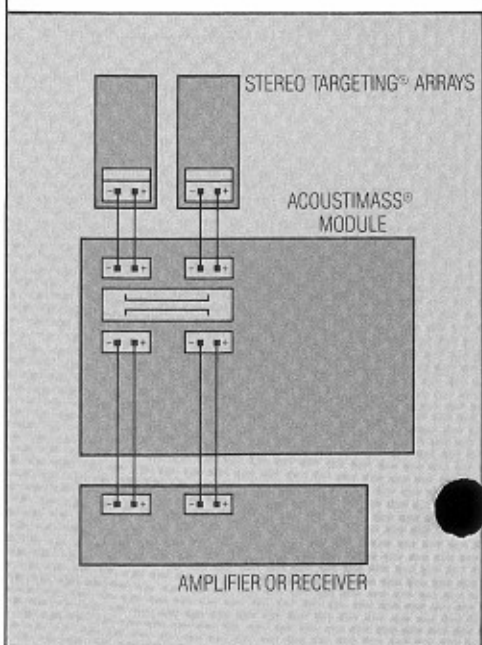 STEREO TARGETING® ARRAYS
- + - +
ACOUSTIMASS®
MODULE
- + - +
- + - +
- + - +
AMPLIFIER OR RECEIVER